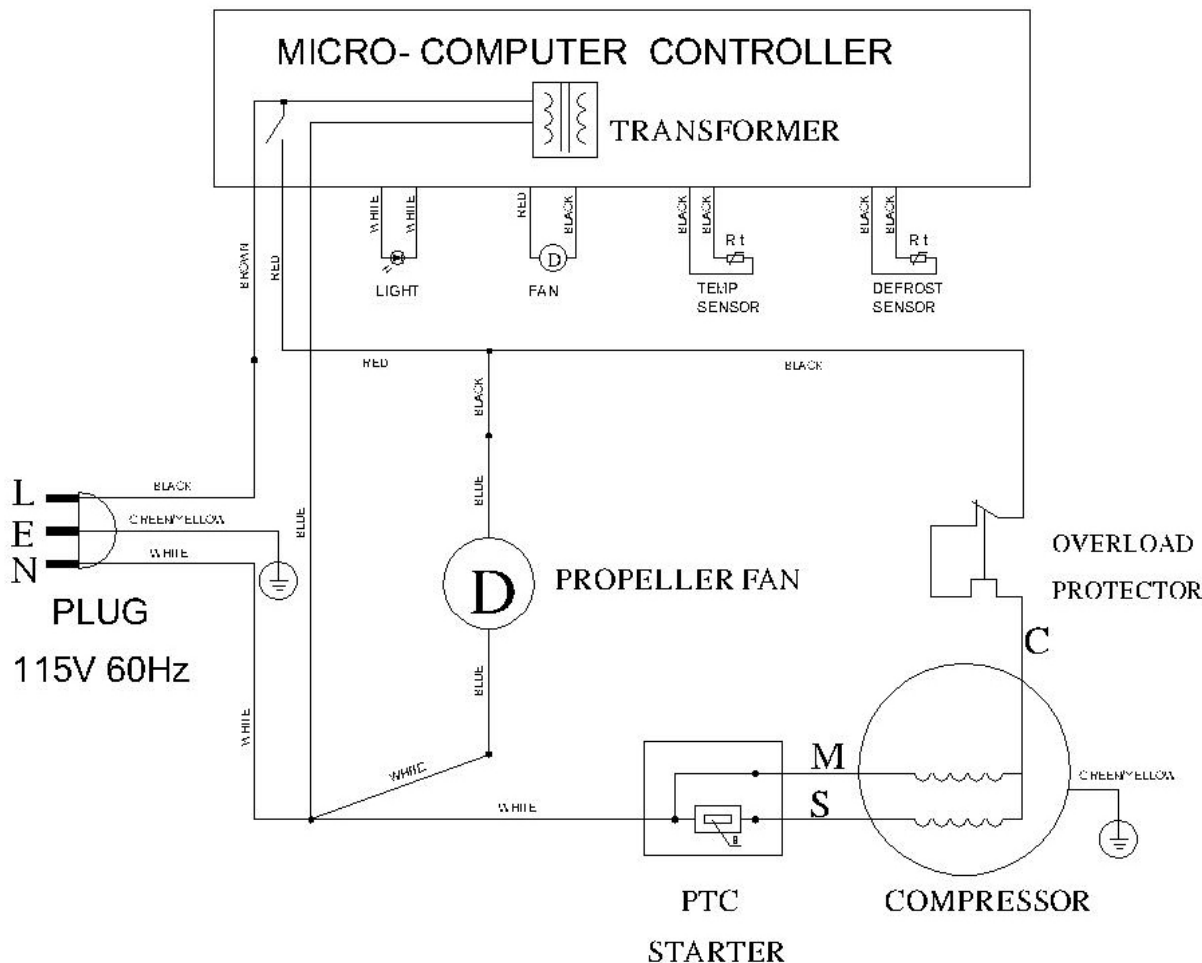 MICRO- COMPUTER CONTROLLER
TRANSFORMER
WHITE
WHITE
RED
BLACK
BLACK
BLACK
BLACK
BLACK
BROWN
RED
LIGHT
D
FAN
Rt
TEMP
SENSOR
Rt
DEFROST
SENSOR
RED
BLACK
BLACK
BLUE
BLUE
L
BLACK
E
GREEN/YELLOW
N
WHITE
PLUG
115V 60Hz
D
PROPELLER FAN
OVERLOAD
PROTECTOR
C
BLUE
WHITE
WHITE
WHITE
M
S
GREEN/YELLOW
PTC
STARTER
COMPRESSOR